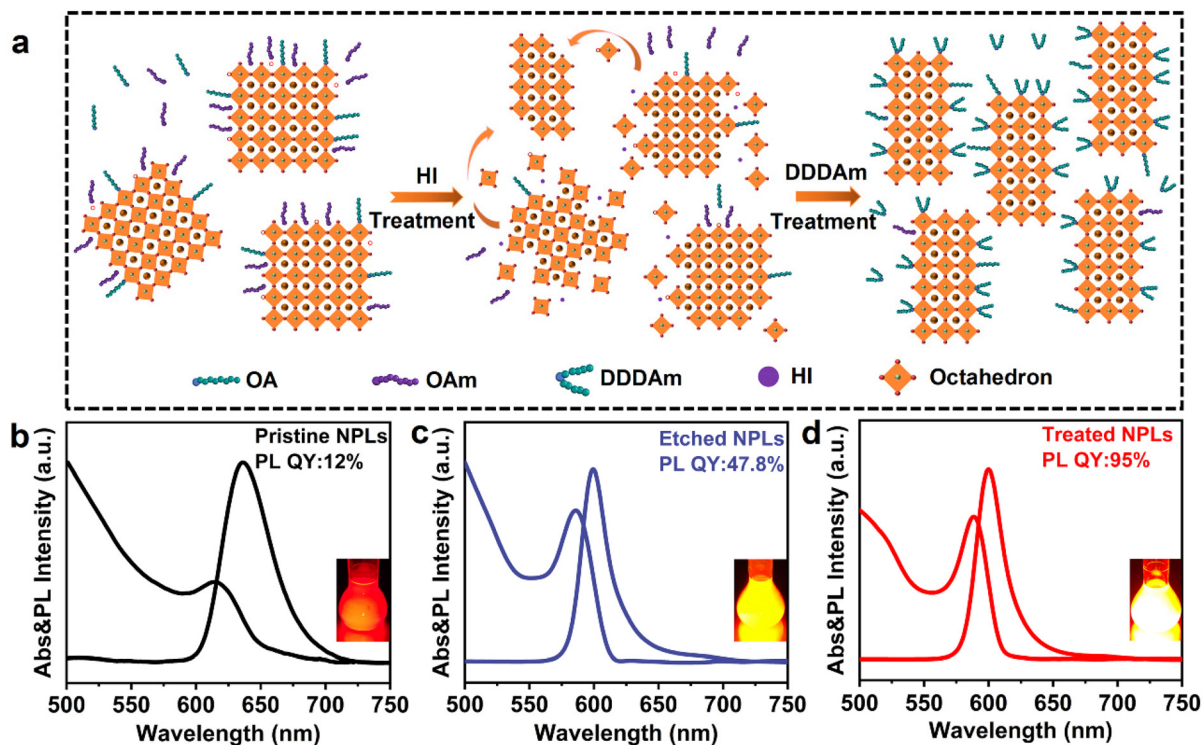 a
HI
Treatment
DDDAm
Treatment
OA
OAm
DDDAm
HI
Octahedron
b
Abs&PL Intensity (a.u.)
Pristine NPLs
PL QY:12%
500 550 600 650 700 750
Wavelength (nm)
c
Abs&PL Intensity (a.u.)
Etched NPLs
PL QY:47.8%
500 550 600 650 700 750
Wavelength (nm)
d
Abs&PL Intensity (a.u.)
Treated NPLs
PL QY:95%
500 550 600 650 700 750
Wavelength (nm)